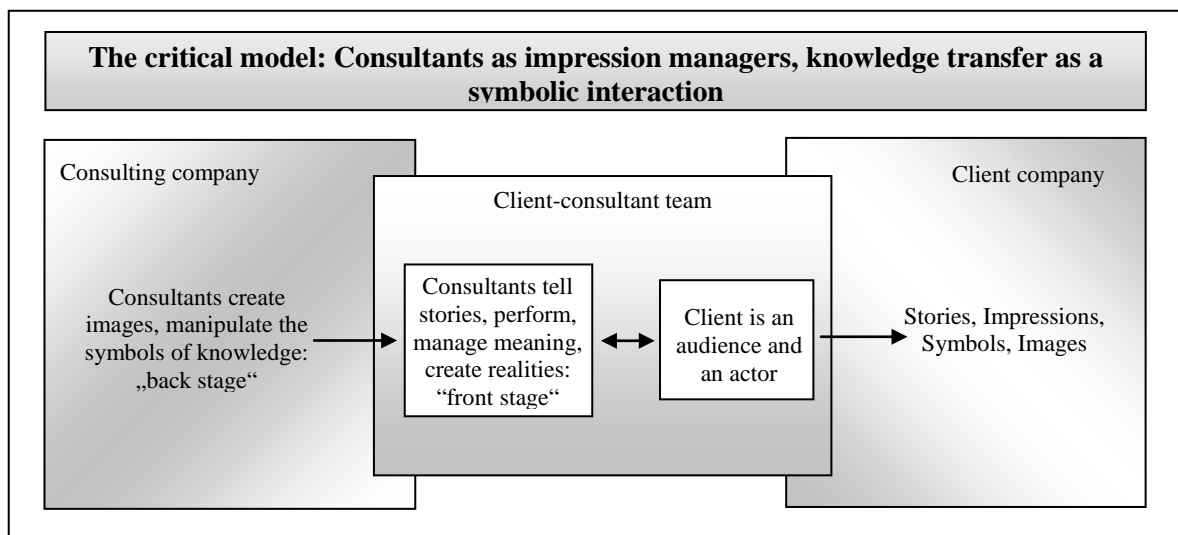 The critical model: Consultants as impression managers, knowledge transfer as a
symbolic interaction
Consulting company
Client company
Client-consultant team
Consultants create
images, manipulate the
symbols of knowledge:
„back stage“
Consultants tell
stories, perform,
manage meaning,
create realities:
“front stage“
Client is an
audience and
an actor
Stories, Impressions,
Symbols, Images